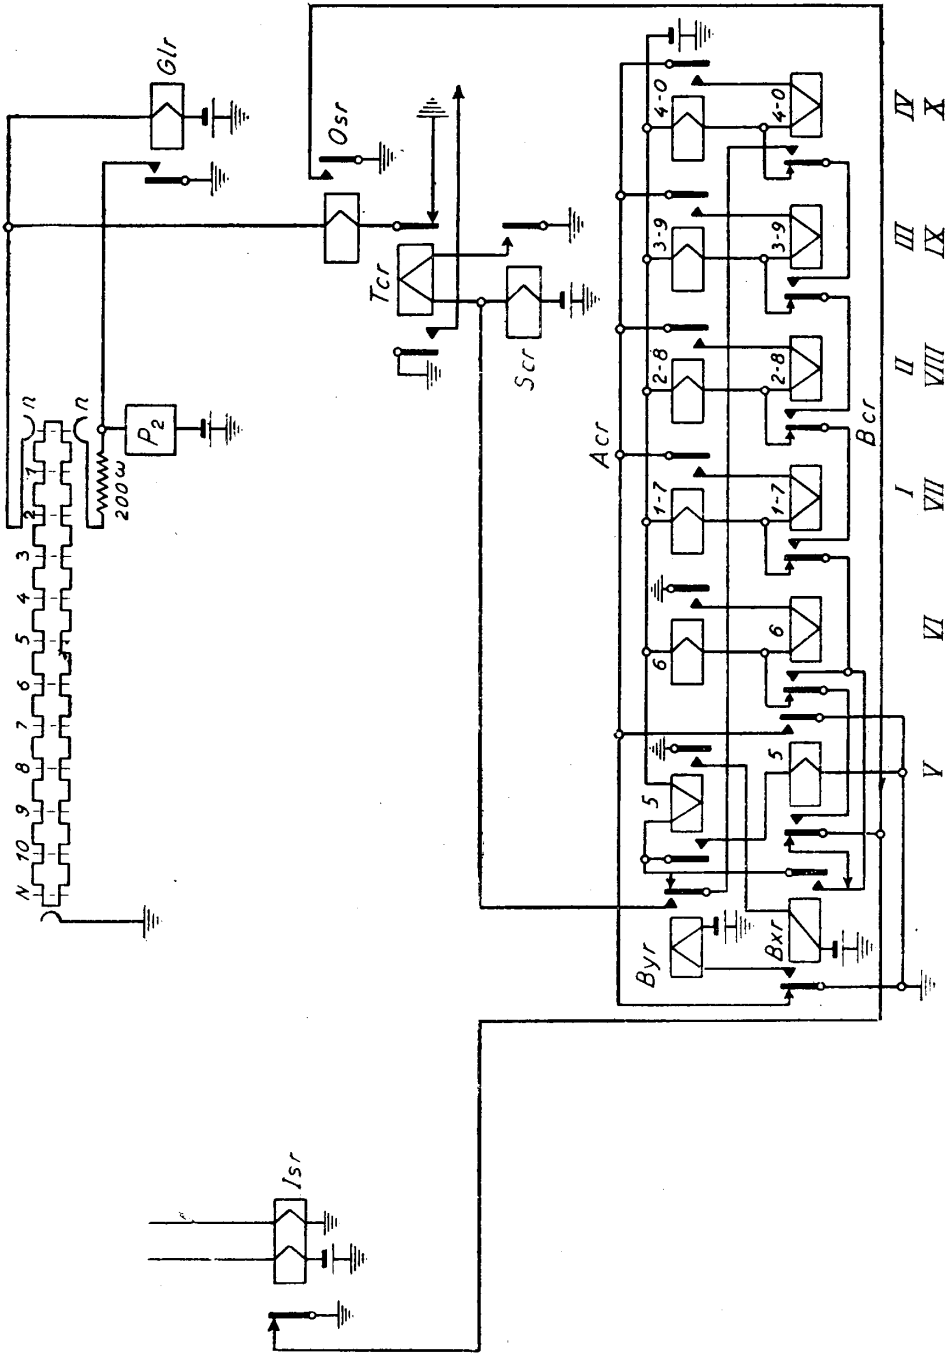 Glr
Osr
n
n
1
2
3
4
5
6
7
8
9
10
N
P2
200ω
Tcr
Scr
Acr
4-0
3-9
2-8
1-7
6
5
4-0
3-9
2-8
1-7
6
5
Bcr
Byr
Bxr
IV X
III IX
II VIII
I VII
VI
V
Isr